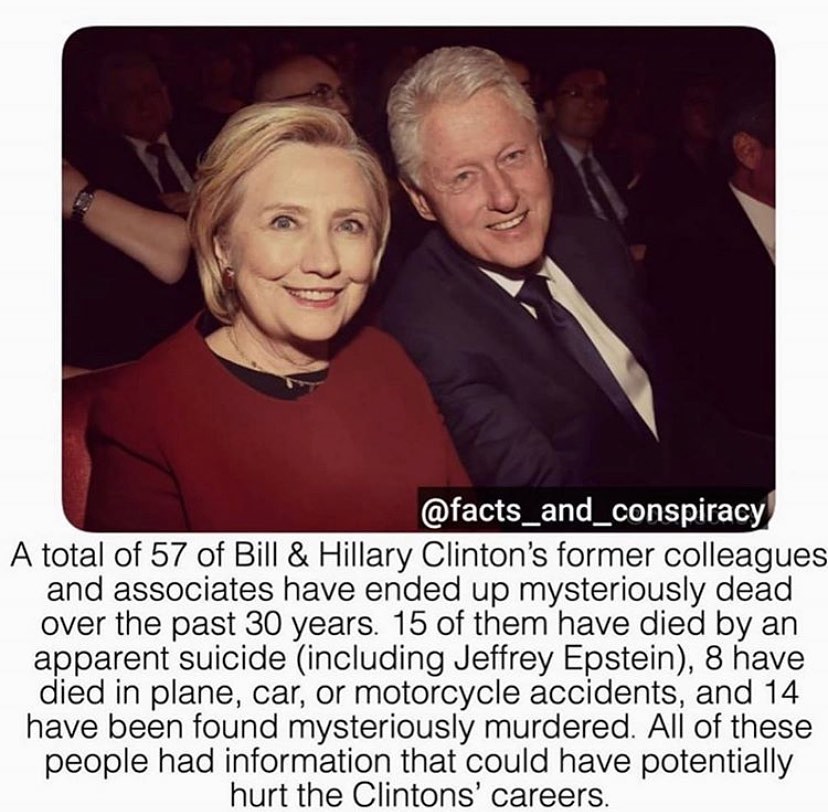 @facts_and_conspiracy
A total of 57 of Bill & Hillary Clinton's former colleagues
and associates have ended up mysteriously dead
over the past 30 years. 15 of them have died by an
apparent suicide (including Jeffrey Epstein), 8 have
died in plane, car, or motorcycle accidents, and 14
have been found mysteriously murdered. All of these
people had information that could have potentially
hurt the Clintons' careers.